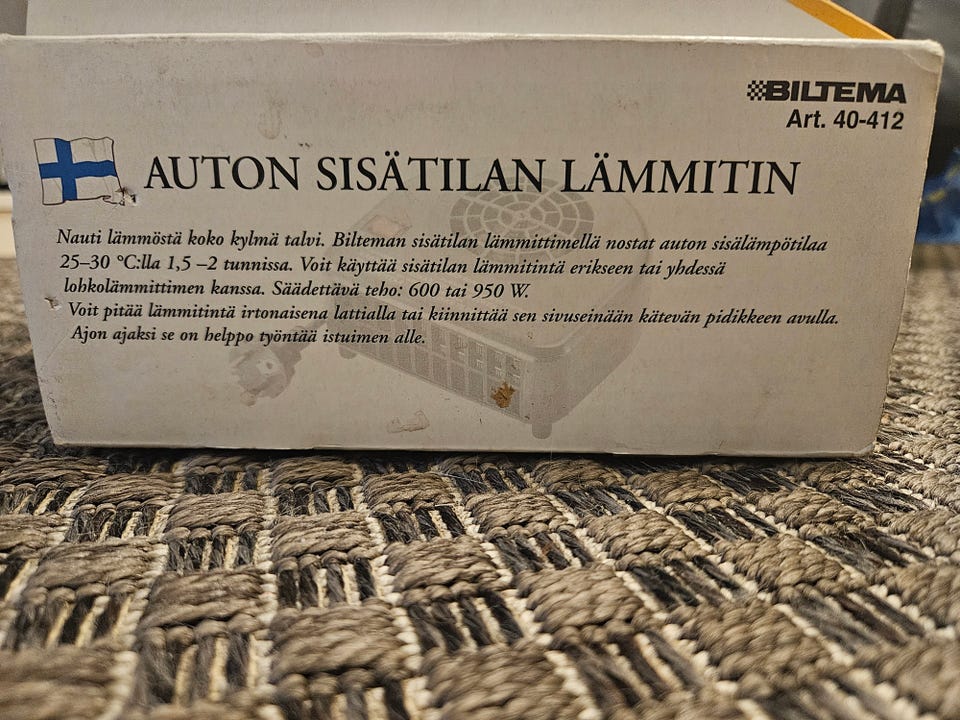 BILTEMA
Art. 40-412
AUTON SISÄTILAN LÄMMITIN
Nauti lämmöstä koko kylmä talvi. Bilteman sisätilan lämmittimellä nostat auton sisälämpötilaa
25–30 °C:lla 1,5 –2 tunnissa. Voit käyttää sisätilan lämmitintä erikseen tai yhdessä
lohkolämmittimen kanssa. Säädettävä teho: 600 tai 950 W.
Voit pitää lämmitintä irtonaisena lattialla tai kiinnittää sen sivuseinään kätevän pidikkeen avulla.
Ajon ajaksi se on helppo työntää istuimen alle.